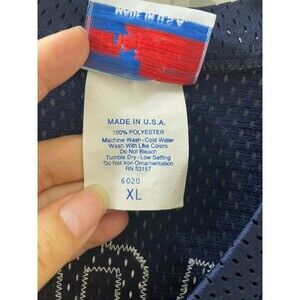 MADE IN U.S.A.
100% POLYESTER
Machine Wash-Cold Water
Wash With Like Colors
Do Not Bleach
Tumble Dry-Low Setting
Do Not Iron Ornamentation
RN 53157
6020
XL